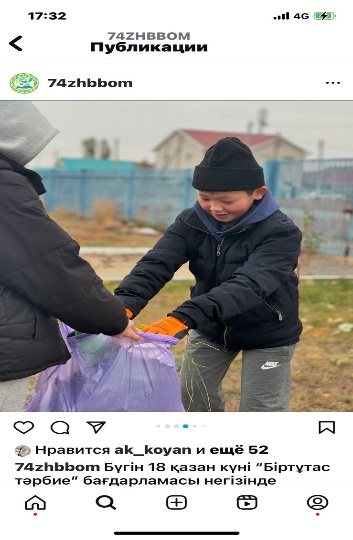 17:32
4G
74ZHBBOM
Публикации
74zhbbom
Нравится ak_koyan и ещё 52
74zhbbom Бүгін 18 қазан күні “Біртұтас
тәрбие” бағдарламасы негізінде